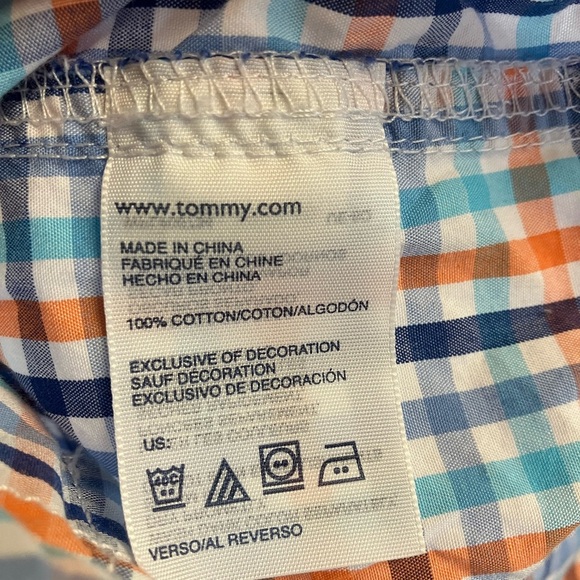 www.tommy.com
MADE IN CHINA
FABRIQUÉ EN CHINE
HECHO EN CHINA
100% COTTON/COTON/ALGODÓN
EXCLUSIVE OF DECORATION
SAUF DÉCORATION
EXCLUSIVO DE DECORACIÓN
US:
40C
VERSO/AL REVERSO